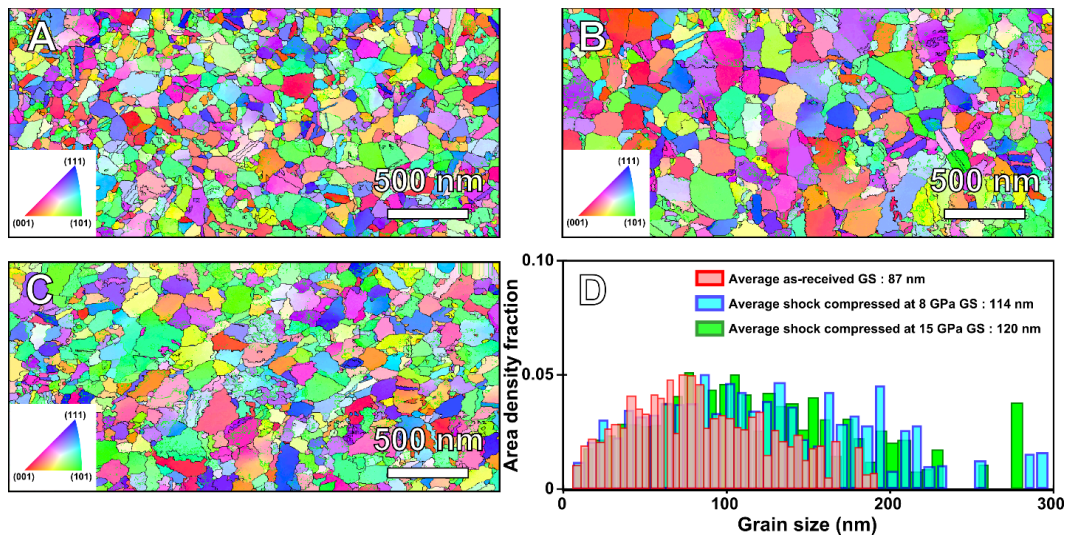 A
(111)
(001)
(101)
500 nm
B
(111)
(001)
(101)
500 nm
C
(111)
(001)
(101)
500 nm
D
Average as-received GS : 87 nm
Average shock compressed at 8 GPa GS : 114 nm
Average shock compressed at 15 GPa GS : 120 nm
Area density fraction
0.10
0.05
0
0
100
200
300
Grain size (nm)